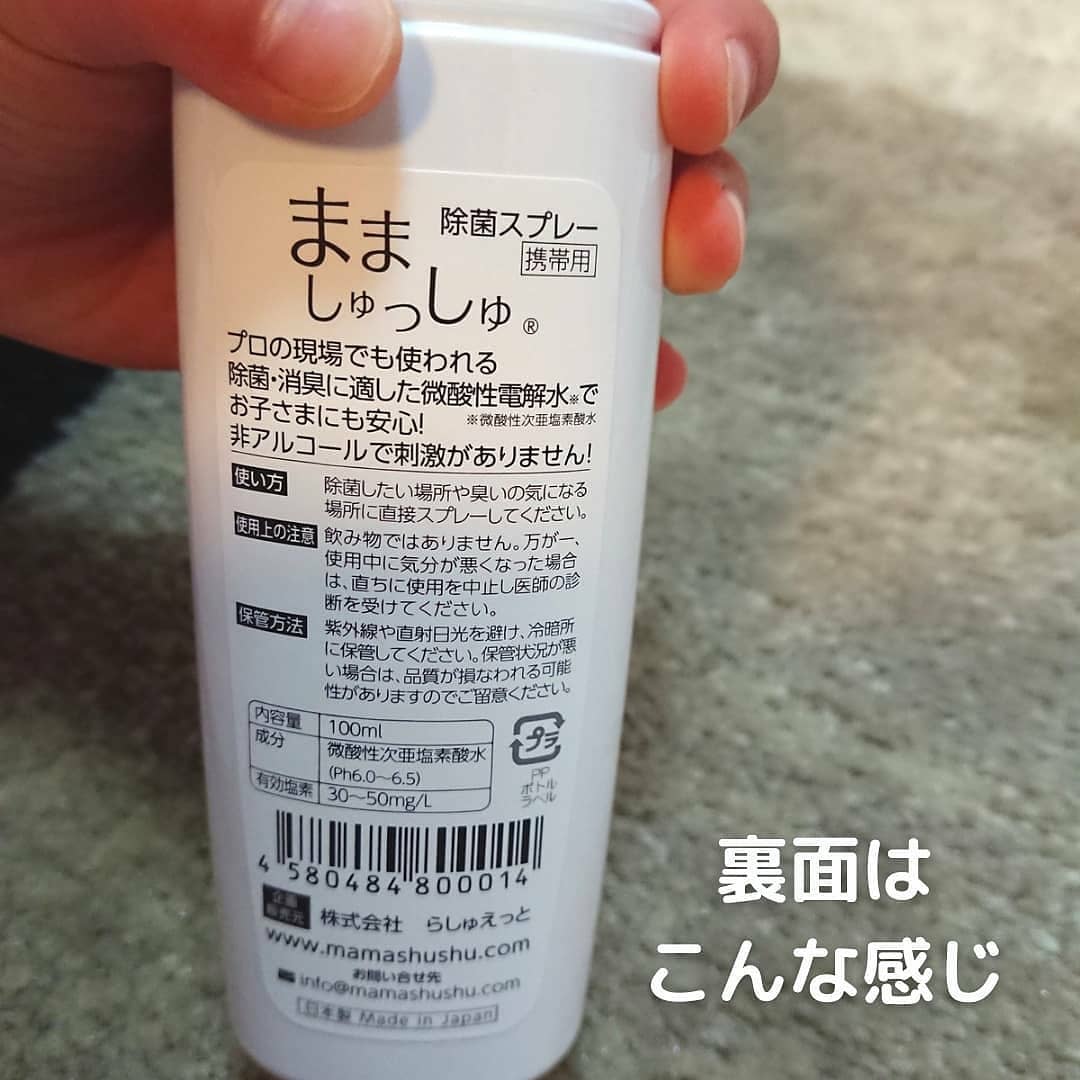 まま
しゅっしゅ®
除菌スプレー
携帯用
プロの現場でも使われる
除菌・消臭に適した微酸性電解水※で
お子さまにも安心!
※微酸性次亜塩素酸水
非アルコールで刺激がありません!
使い方
除菌したい場所や臭いの気になる
場所に直接スプレーしてください。
使用上の注意
飲み物ではありません。万が一、
使用中に気分が悪くなった場合
は、直ちに使用を中止し医師の診
断を受けてください。
保管方法
紫外線や直射日光を避け、冷暗所
に保管してください。保管状況が悪
い場合は、品質が損なわれる可能
性がありますのでご留意ください。
内容量 100ml
成分 微酸性次亜塩素酸水
(Ph6.0～6.5)
有効塩素 30～50mg/L
プラ
PP
ボトル
ラベル
4 580484 800014
企画
販売元
株式会社 らしゅえっと
www.mamashushu.com
お問い合せ先
info@mamashushu.com
日本製 Made in Japan
裏面は
こんな感じ